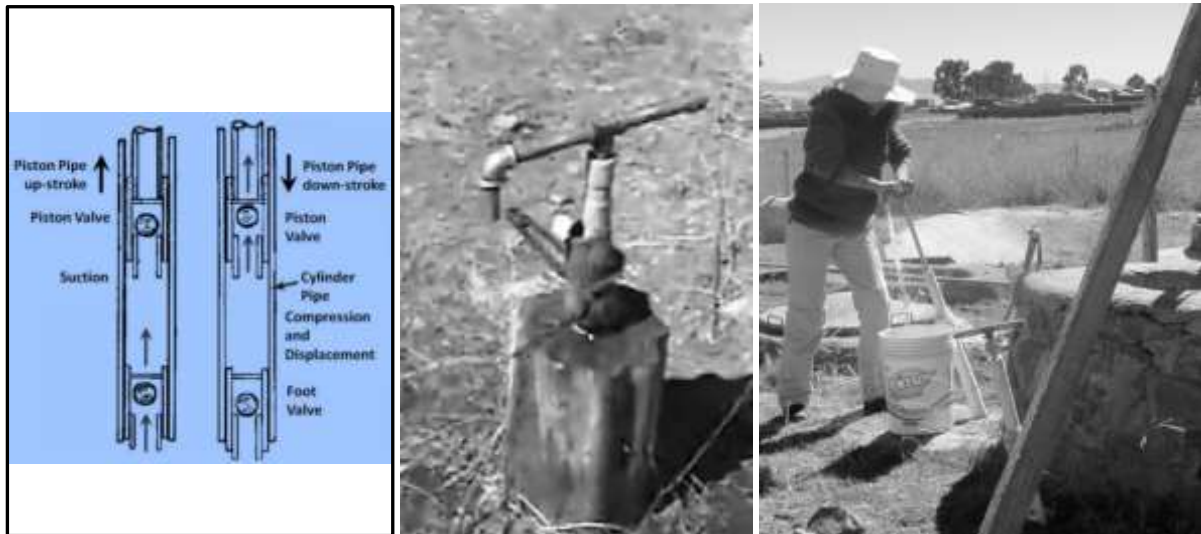 Piston Pipe
up-stroke
Piston Valve
Suction
Piston Pipe
down-stroke
Piston
Valve
Cylinder
Pipe
Compression
and
Displacement
Foot
Valve